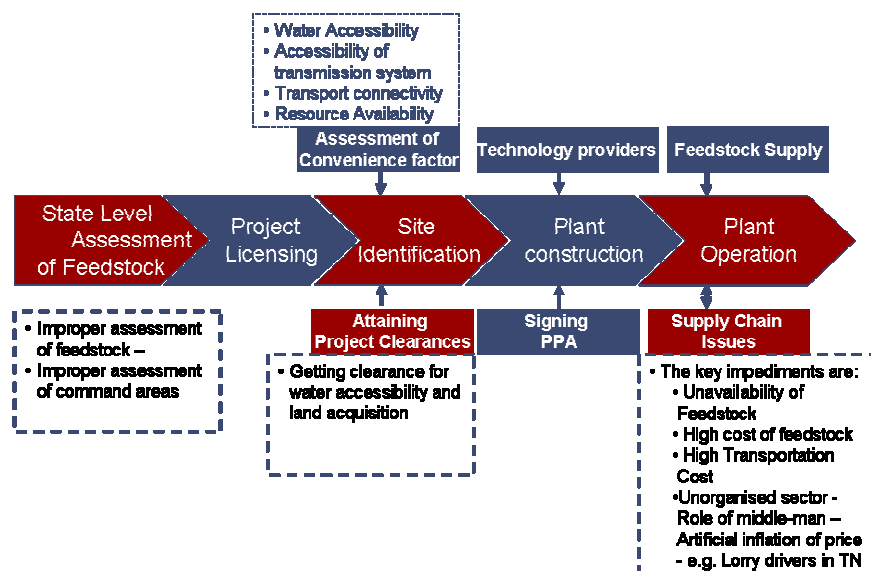 • Water Accessibility
• Accessibility of
transmission system
• Transport connectivity
• Resource Availability
Assessment of
Convenience factor
Technology providers
Feedstock Supply
State Level
Assessment
of Feedstock
Project
Licensing
Site
Identification
Plant
construction
Plant
Operation
Attaining
Project Clearances
Signing
PPA
Supply Chain
Issues
• Improper assessment
of feedstock –
• Improper assessment
of command areas
• Getting clearance for
water accessibility and
land acquisition
• The key impediments are:
• Unavailability of
Feedstock
• High cost of feedstock
• High Transportation
Cost
•Unorganised sector -
Role of middle-man –
Artificial inflation of price
- e.g. Lorry drivers in TN